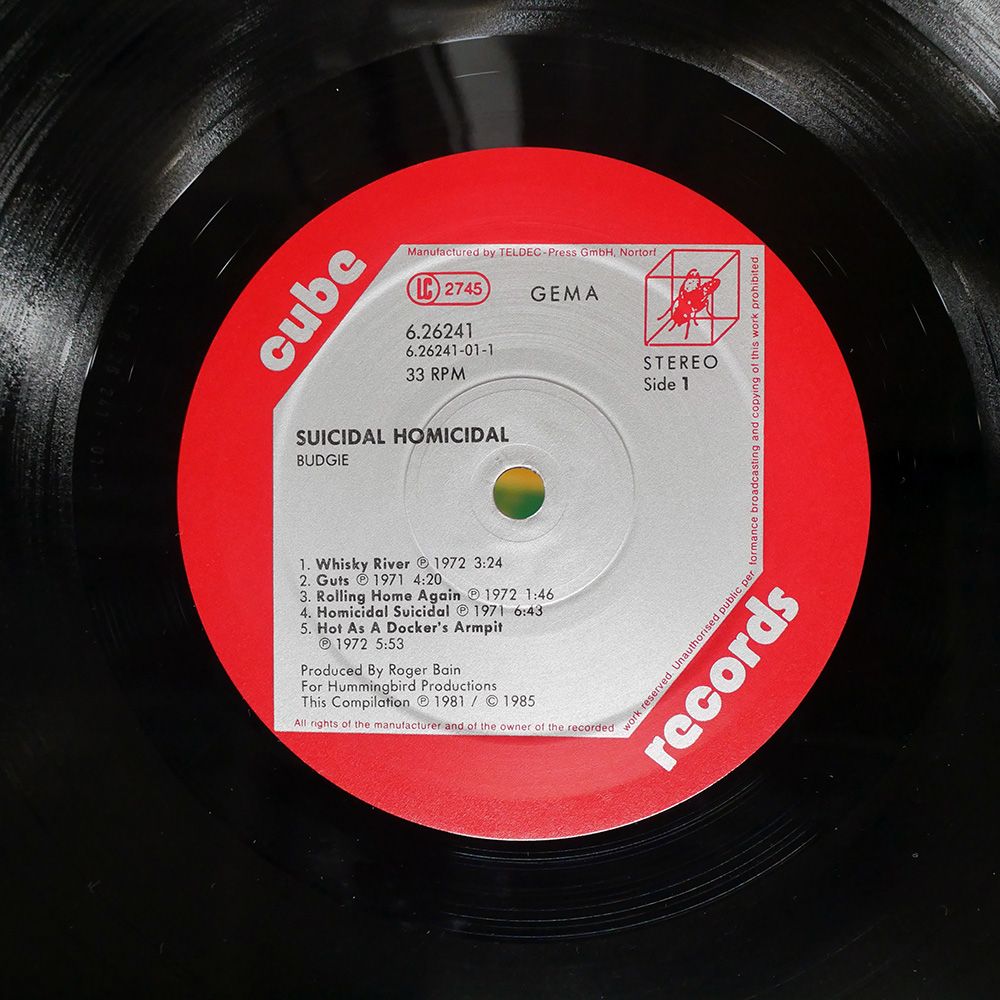 cube
Manufactured by TELDEC-Press GmbH, Nortorf
LC 2745
GEMA
6.26241
6.26241-01-1
33 RPM
STEREO
Side 1
SUICIDAL HOMICIDAL
BUDGIE
1. Whisky River ℗ 1972 3:24
2. Guts ℗ 1971 4:20
3. Rolling Home Again ℗ 1972 1:46
4. Homicidal Suicidal ℗ 1971 6:43
5. Hot As A Docker's Armpit
℗ 1972 5:53
Produced By Roger Bain
For Hummingbird Productions
This Compilation ℗ 1981 / © 1985
All rights of the manufacturer and of the owner of the recorded
work reserved. Unauthorised public per
formance broadcasting and copying of this work prohibited
records